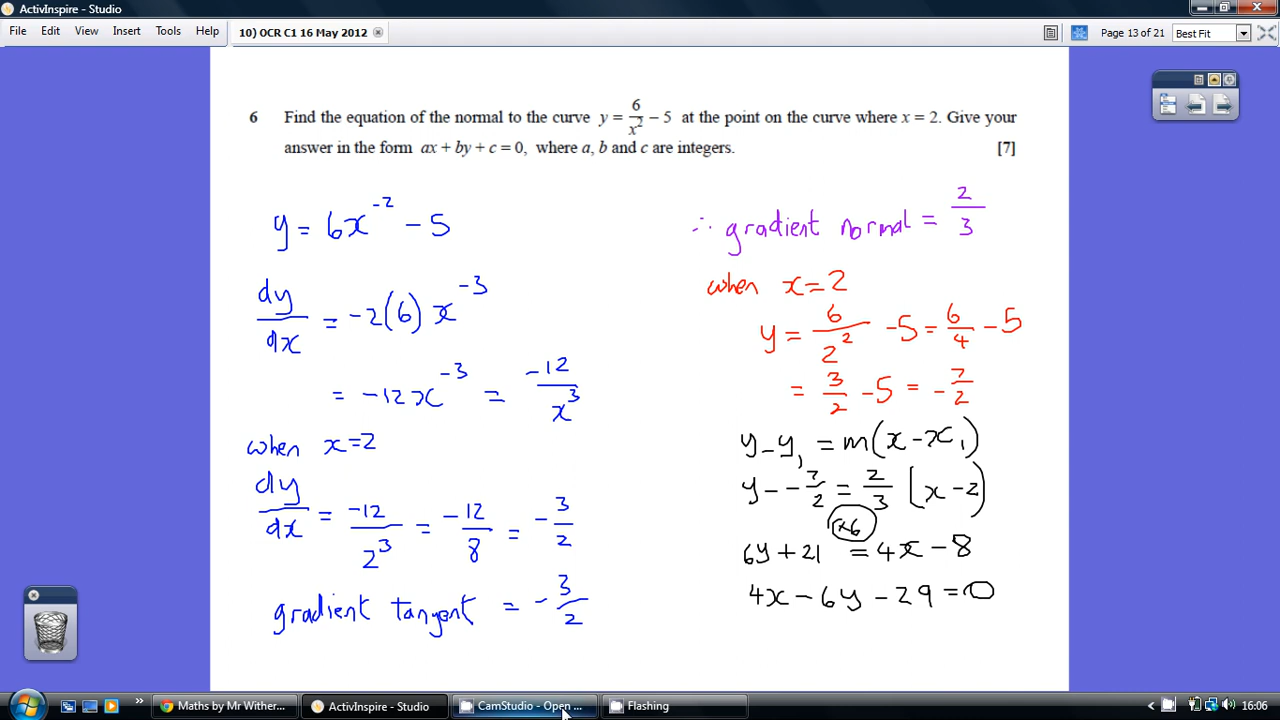 ActivInspire - Studio
File Edit View Insert Tools Help 10) OCR C1 16 May 2012 Page 13 of 21 Best Fit
6 Find the equation of the normal to the curve y = 6/x² − 5 at the point on the curve where x = 2. Give your
answer in the form ax + by + c = 0, where a, b and c are integers. [7]
y = 6x⁻² − 5
dy/dx = −2(6)x⁻³
= −12x⁻³ = −12/x³
when x=2
dy/dx = −12/2³ = −12/8 = −3/2
gradient tangent = −3/2
∴ gradient normal = 2/3
when x=2
y = 6/2² −5 = 6/4 −5
= 3/2 −5 = −7/2
y − y₁ = m(x − x₁)
y − −7/2 = 2/3 (x − 2)
(×6)
6y + 21 = 4x − 8
4x − 6y − 29 = 0
Maths by Mr Wither... ActivInspire - Studio CamStudio - Open ... Flashing 16:06